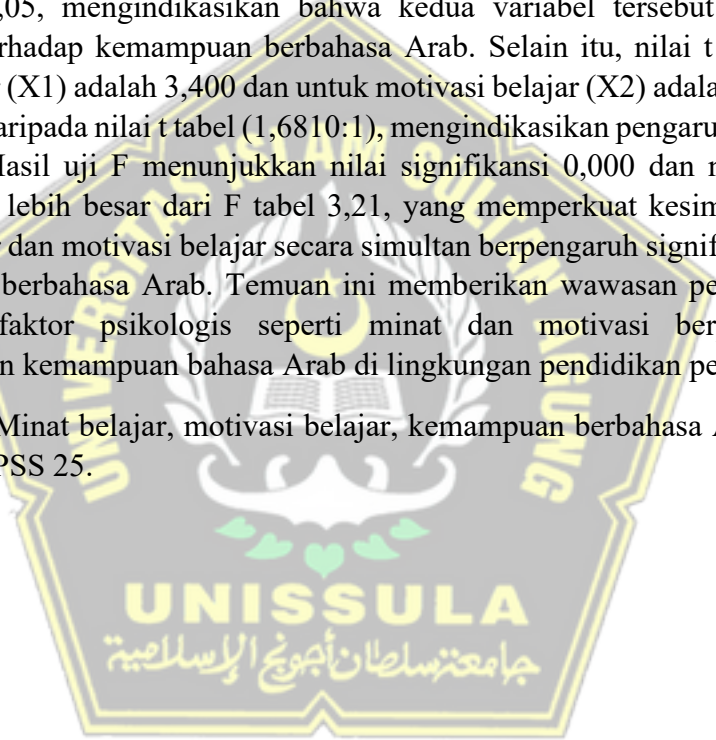 ,05, mengindikasikan bahwa kedua variabel tersebut
rhadap kemampuan berbahasa Arab. Selain itu, nilai t
(X1) adalah 3,400 dan untuk motivasi belajar (X2) adala
aripada nilai t tabel (1,6810:1), mengindikasikan pengaru
Hasil uji F menunjukkan nilai signifikansi 0,000 dan n
lebih besar dari F tabel 3,21, yang memperkuat kesim
dan motivasi belajar secara simultan berpengaruh signif
berbahasa Arab. Temuan ini memberikan wawasan pe
faktor psikologis seperti minat dan motivasi ber
n kemampuan bahasa Arab di lingkungan pendidikan pe
Minat belajar, motivasi belajar, kemampuan berbahasa A
PSS 25.
UNIVERSITAS ISLAM SULTAN AGUNG
UNISSULA
جامعة سلطان أجونج الإسلامية